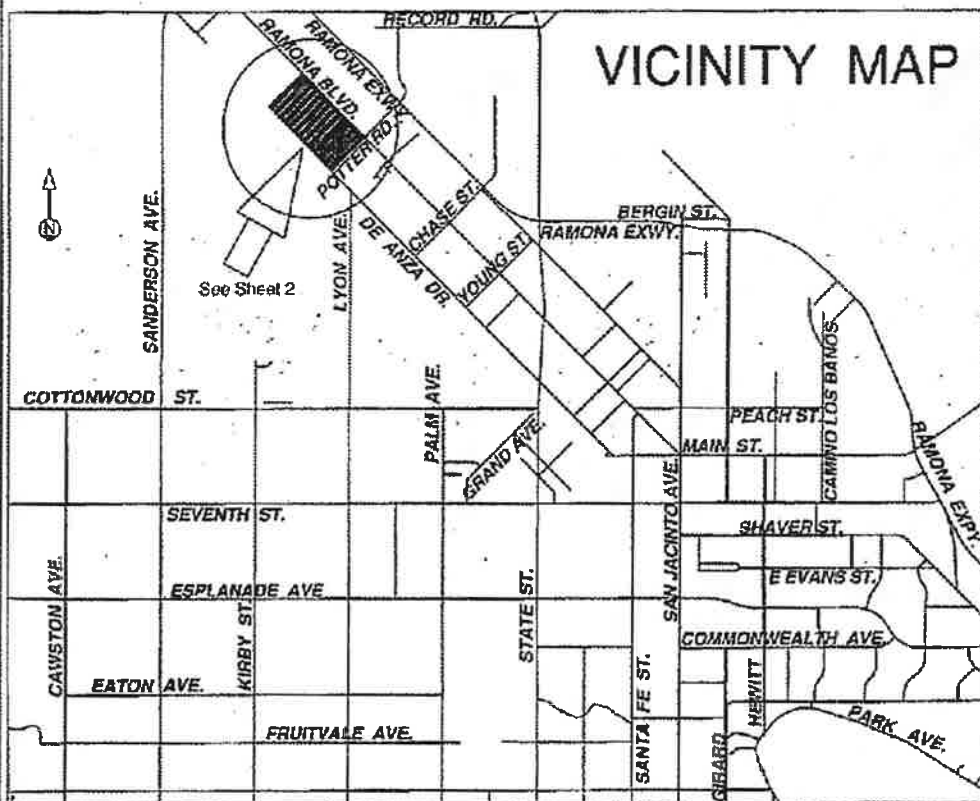 RECORD RD.
VICINITY MAP
RAMONA EXWY.
RAMONA BLVD.
POTTER RD.
N
SANDERSON AVE.
See Sheet 2
LYON AVE.
DE ANZA DR.
CHASE ST.
YOUNG ST.
BERGIN ST.
RAMONA EXWY.
COTTONWOOD ST.
PALM AVE.
GRAND AVE.
PEACH ST.
CAMINO LOS BANOS
MAIN ST.
RAMONA EXPY.
SEVENTH ST.
SAN JACINTO AVE.
SHAVER ST.
E EVANS ST.
CAWSTON AVE.
ESPLANADE AVE
KIRBY ST.
STATE ST.
COMMONWEALTH AVE.
EATON AVE.
SANTA FE ST.
HEWITT
GIRARD
PARK AVE.
FRUITVALE AVE.